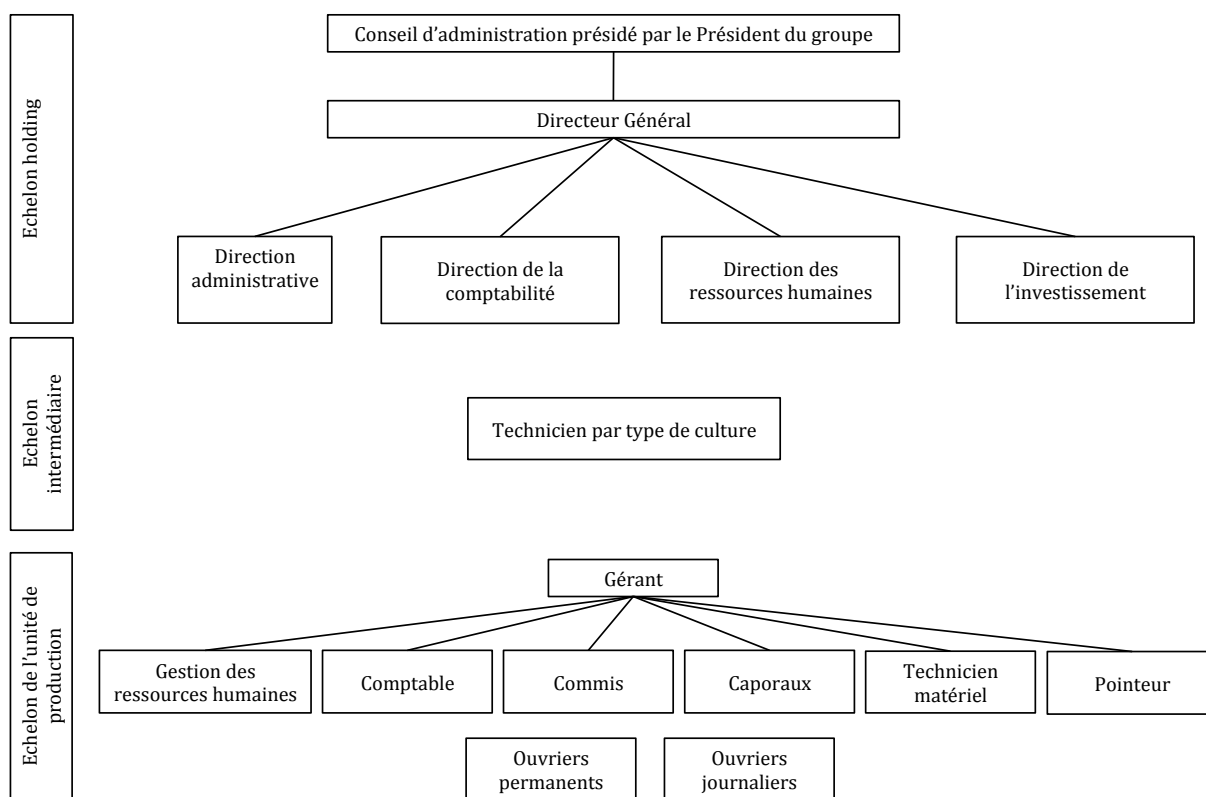 Echelon holding
Conseil d’administration présidé par le Président du groupe
Directeur Général
Direction
administrative
Direction de la
comptabilité
Direction des
ressources humaines
Direction de
l’investissement
Echelon
intermédiaire
Technicien par type de culture
Echelon de l’unité de
production
Gérant
Gestion des
ressources humaines
Comptable
Commis
Caporaux
Technicien
matériel
Pointeur
Ouvriers
permanents
Ouvriers
journaliers